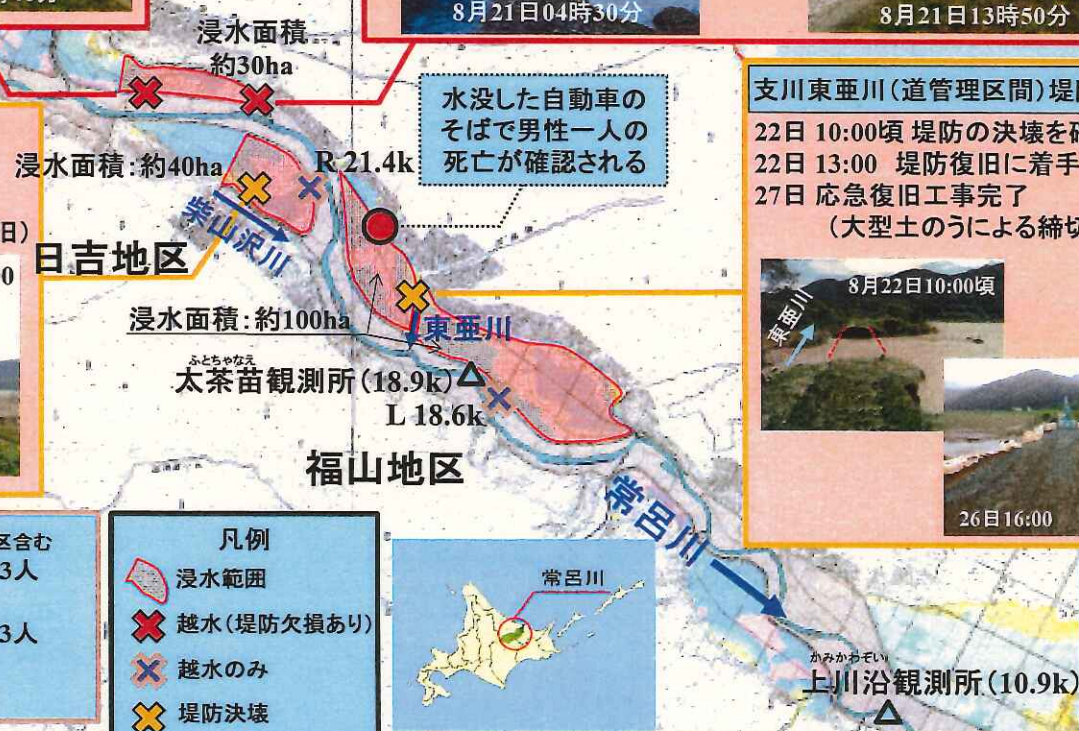 8月21日04時30分
8月21日13時50分
浸水面積
約30ha
水没した自動車の
そばで男性一人の
死亡が確認される
支川東亜川(道管理区間)堤
22日 10:00頃 堤防の決壊を
22日 13:00 堤防復旧に着手
27日 応急復旧工事完了
(大型土のうによる締切
浸水面積:約40ha
R 21.4k
柴山沢川
旧)
日吉地区
0
8月22日10:00頃
東亜川
浸水面積:約100ha
東亜川
ふとちゃなえ
太茶苗観測所(18.9k)
L 18.6k
福山地区
常呂川
26日16:00
区含む
3人
3人
凡例
浸水範囲
越水(堤防欠損あり)
越水のみ
堤防決壊
常呂川
かみかわぞい
上川沿観測所(10.9k)